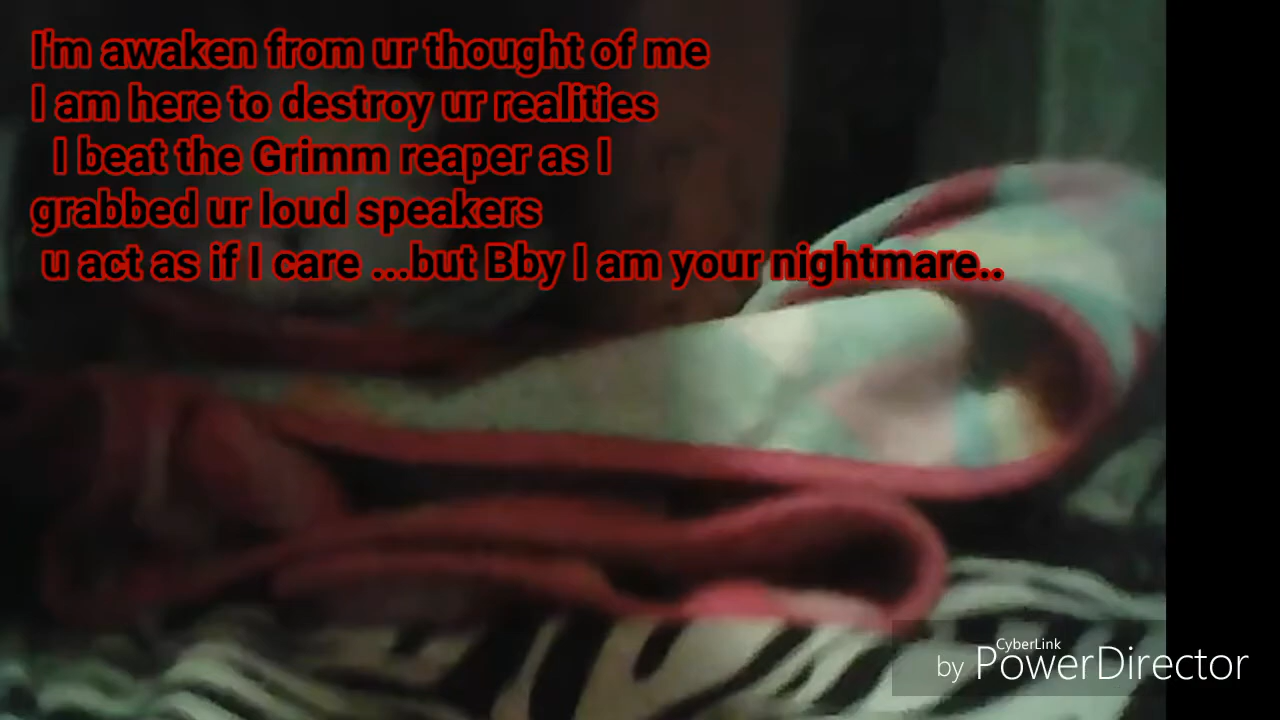 I'm awaken from ur thought of me
I am here to destroy ur realities
I beat the Grimm reaper as I
grabbed ur loud speakers
u act as if I care ...but Bby I am your nightmare..
CyberLink
by PowerDirector